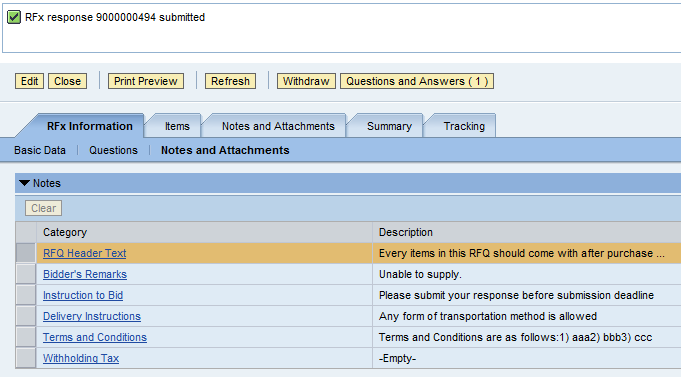 RFx response 9000000494 submitted
Edit Close Print Preview Refresh Withdraw Questions and Answers ( 1 )
RFx Information Items Notes and Attachments Summary Tracking
Basic Data Questions Notes and Attachments
Notes
Clear
Category Description
RFQ Header Text Every items in this RFQ should come with after purchase ...
Bidder's Remarks Unable to supply.
Instruction to Bid Please submit your response before submission deadline
Delivery Instructions Any form of transportation method is allowed
Terms and Conditions Terms and Conditions are as follows:1) aaa2) bbb3) ccc
Withholding Tax -Empty-